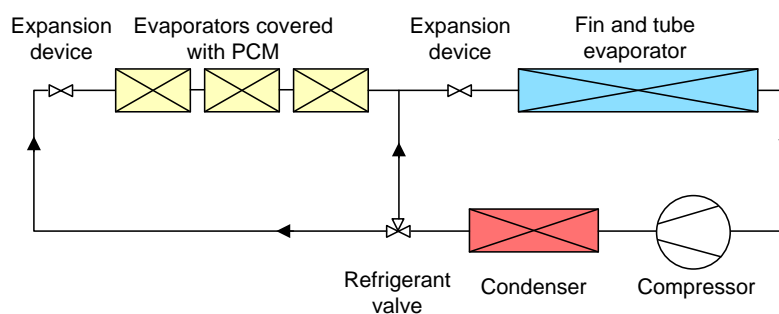 Expansion
device
Evaporators covered
with PCM
Expansion
device
Fin and tube
evaporator
Refrigerant
valve
Condenser
Compressor